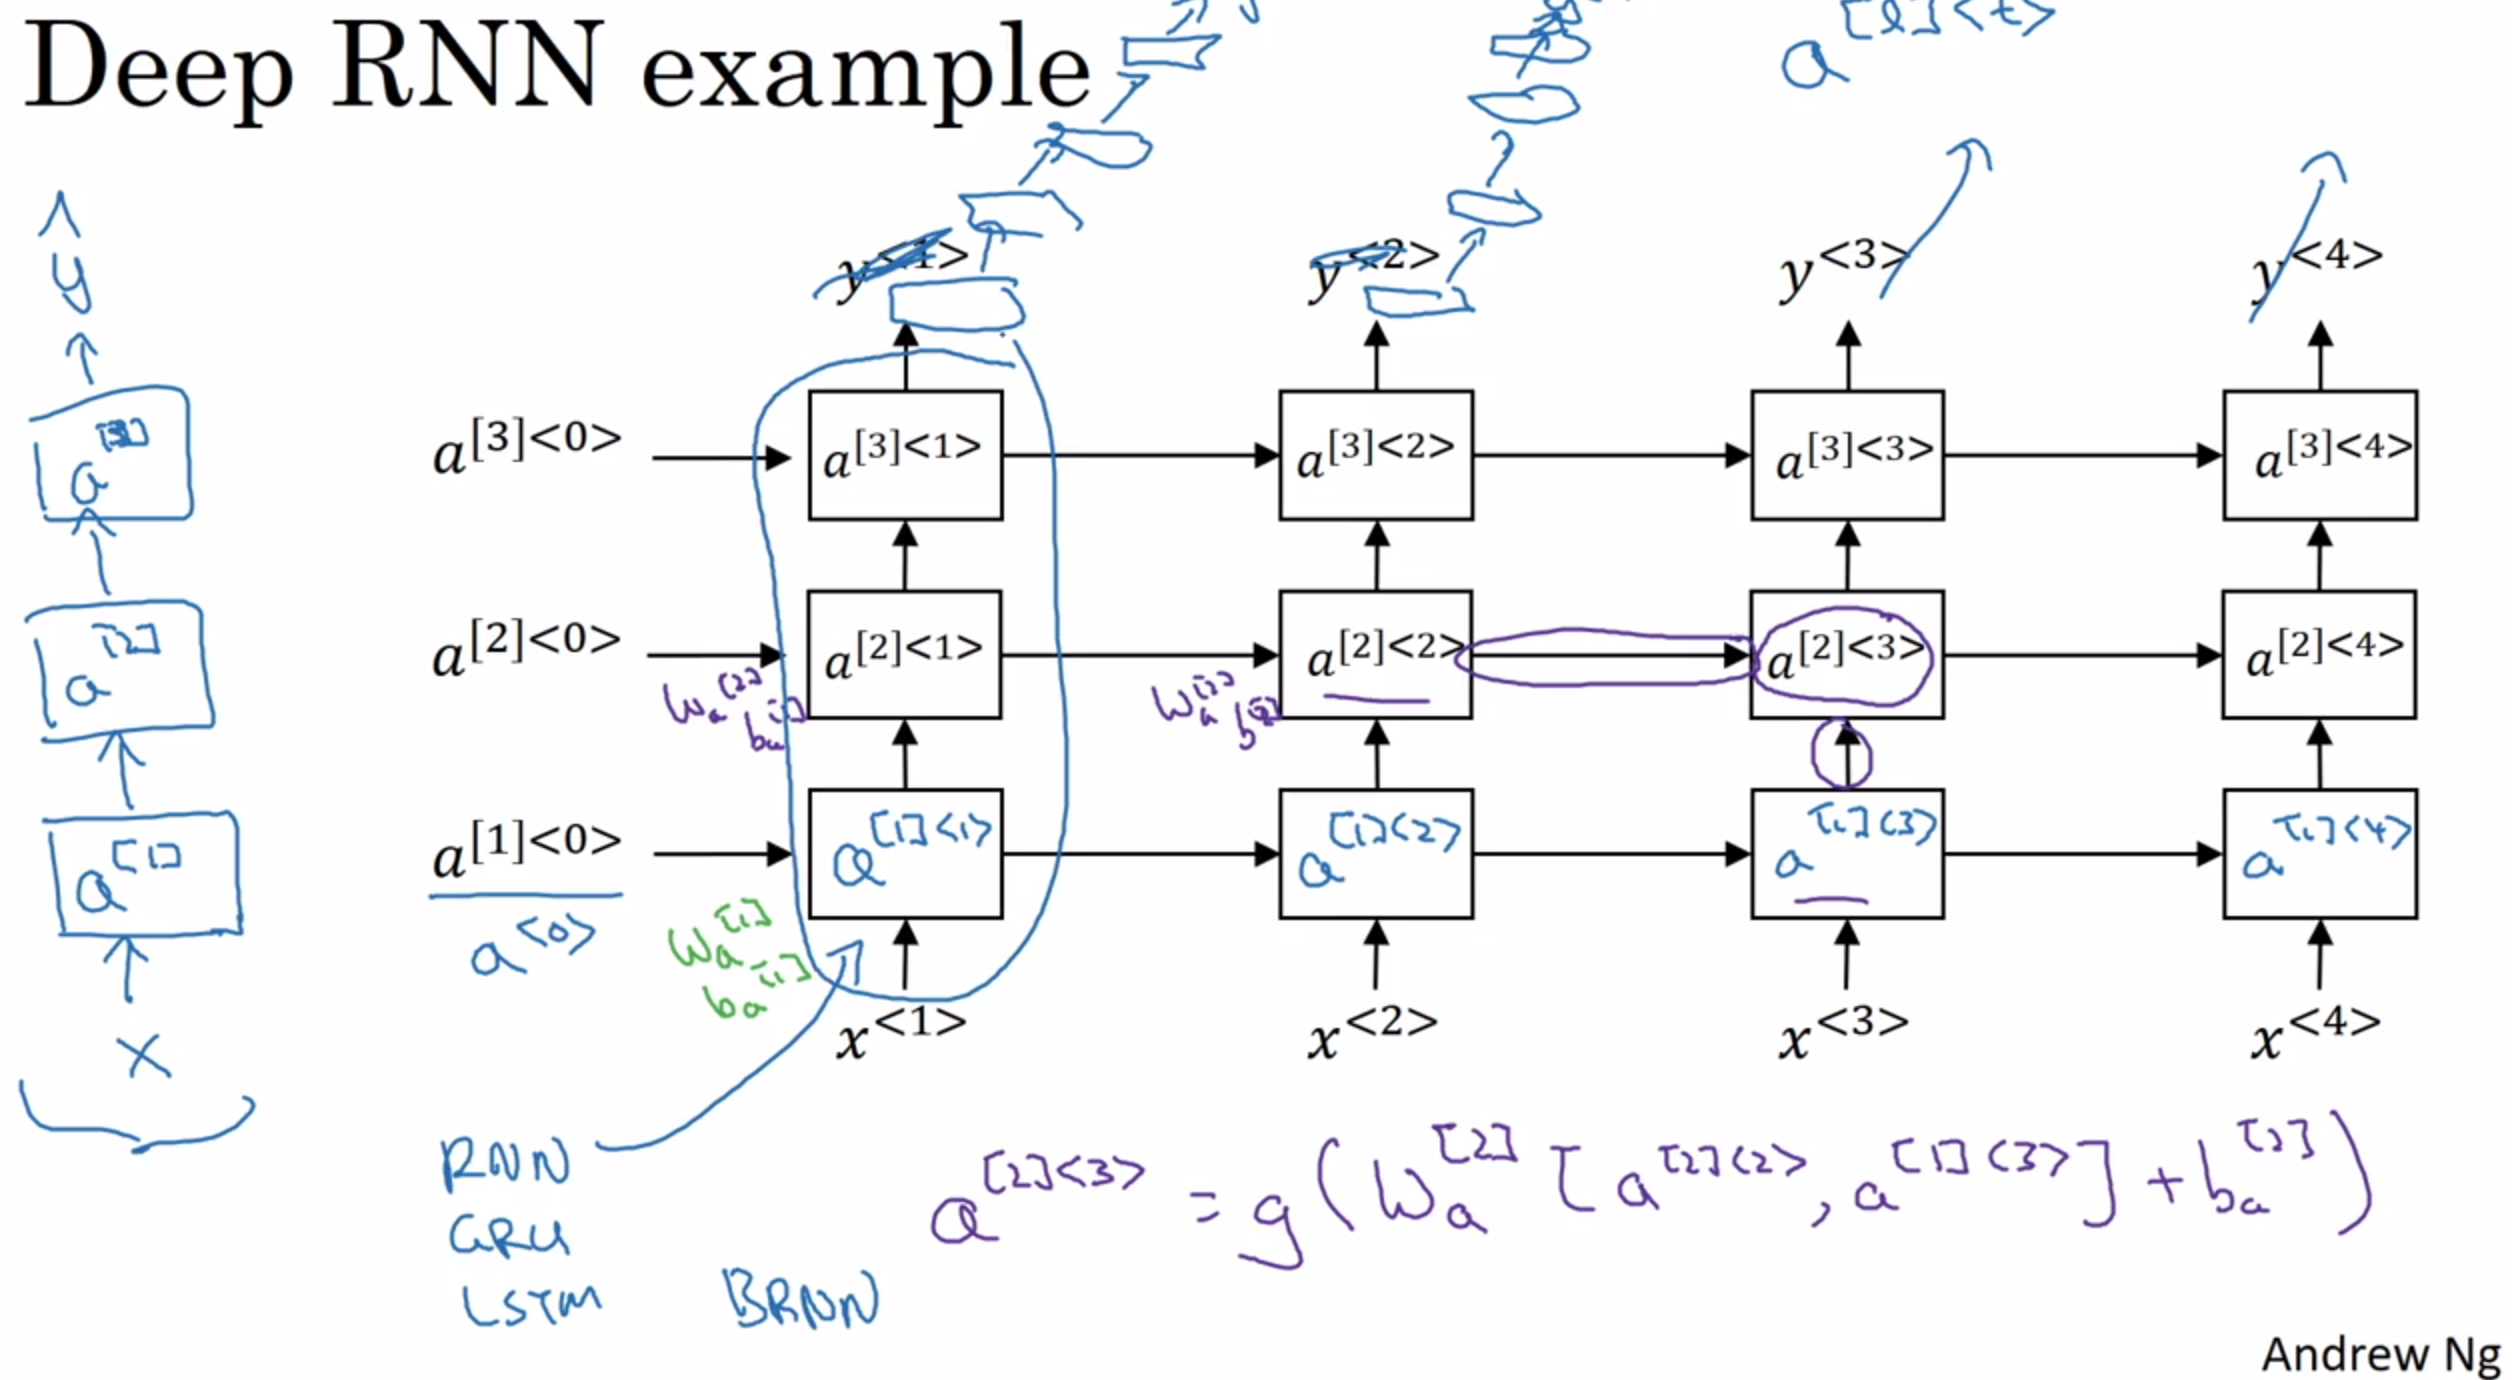 Deep RNN example
a^{[l]<t>}
ŷ
y^{<1>} y^{<2>} y^{<3>} y^{<4>}
a^{[3]} a^{[3]<0>} a^{[3]<1>} a^{[3]<2>} a^{[3]<3>} a^{[3]<4>}
a^{[2]} a^{[2]<0>} a^{[2]<1>} a^{[2]<2>} a^{[2]<3>} a^{[2]<4>}
W_a^{[2]} b_a^{[2]} W_a^{[2]} b^{[2]}
a^{[1]} a^{[1]<0>} a^{[1]<1>} a^{[1]<2>} a^{[1]<3>} a^{[1]<4>}
a^{<0>} W_a^{[1]} b_a^{[1]}
x x^{<1>} x^{<2>} x^{<3>} x^{<4>}
RNN
a^{[2]<3>} = g(W_a^{[2]} [a^{[2]<2>}, a^{[1]<3>}] + b_a^{[2]})
GRU
LSTM BRNN
Andrew Ng